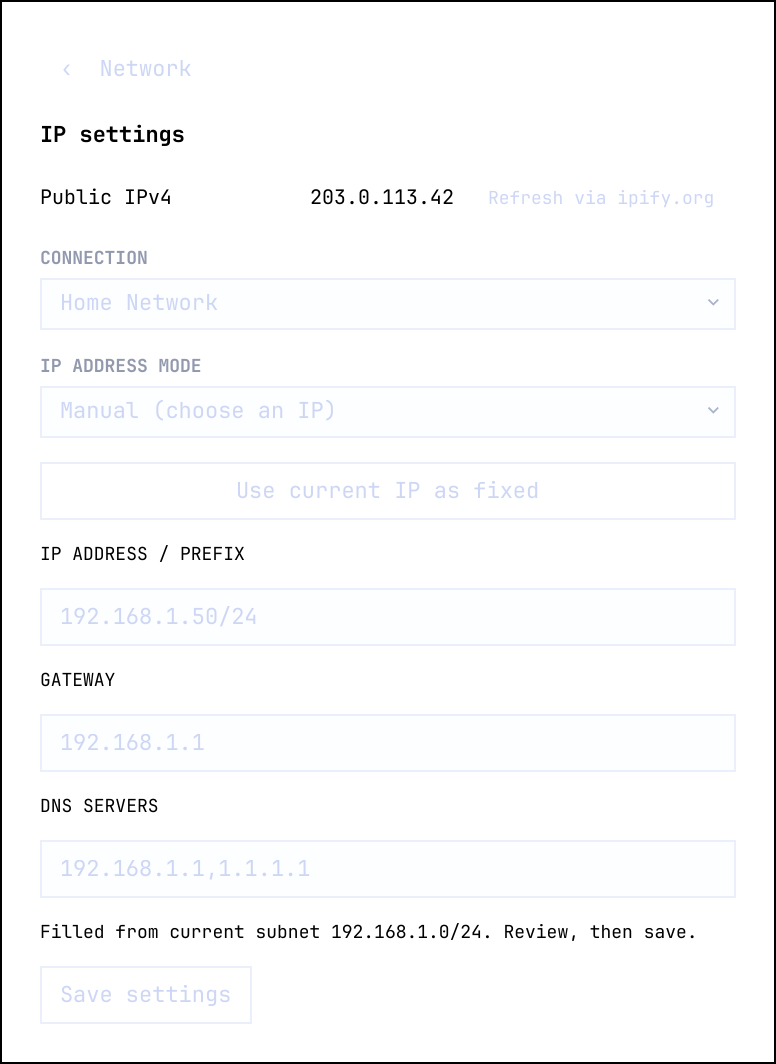 ‹ Network
IP settings
Public IPv4 203.0.113.42 Refresh via ipify.org
CONNECTION
Home Network
IP ADDRESS MODE
Manual (choose an IP)
Use current IP as fixed
IP ADDRESS / PREFIX
192.168.1.50/24
GATEWAY
192.168.1.1
DNS SERVERS
192.168.1.1,1.1.1.1
Filled from current subnet 192.168.1.0/24. Review, then save.
Save settings